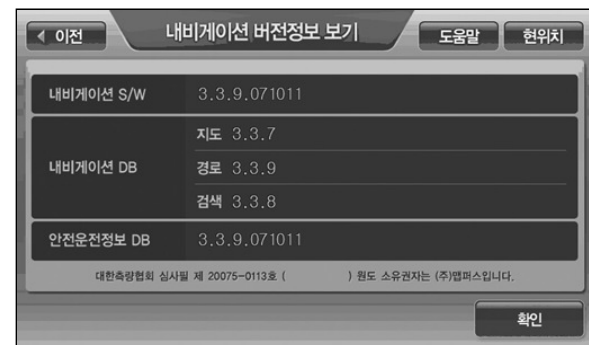 이전 내비게이션 버전정보 보기 도움말 현위치
내비게이션 S/W 3.3.9.071011
내비게이션 DB
지도 3.3.7
경로 3.3.9
검색 3.3.8
안전운전정보 DB 3.3.9.071011
대한측량협회 심사필 제 20075-0113호 ( ) 원도 소유권자는 (주)맵퍼스입니다.
확인